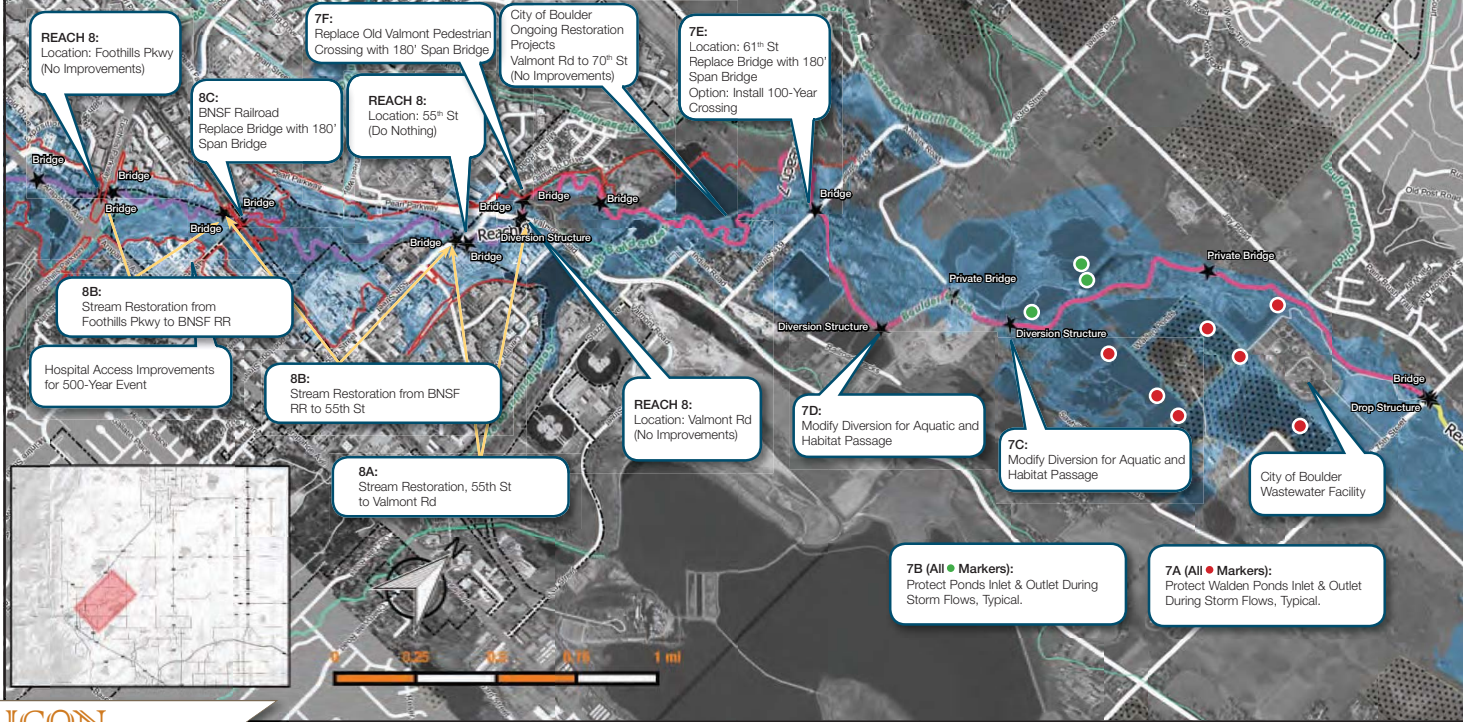 REACH 8:
Location: Foothills Pkwy
(No Improvements)
8C:
BNSF Railroad
Replace Bridge with 180'
Span Bridge
7F:
Replace Old Valmont Pedestrian
Crossing with 180' Span Bridge
REACH 8:
Location: 55th St
(Do Nothing)
City of Boulder
Ongoing Restoration
Projects
Valmont Rd to 70th St
(No Improvements)
7E:
Location: 61th St
Replace Bridge with 180'
Span Bridge
Option: Install 100-Year
Crossing
Bridge
Bridge
Bridge
Bridge
Bridge
Bridge
Bridge
Bridge
Bridge
Bridge
Diversion Structure
Bridge
Private Bridge
Private Bridge
Diversion Structure
Diversion Structure
Bridge
Drop Structure
Pearl Parkway
8B:
Stream Restoration from
Foothills Pkwy to BNSF RR
Hospital Access Improvements
for 500-Year Event
8B:
Stream Restoration from BNSF
RR to 55th St
8A:
Stream Restoration, 55th St
to Valmont Rd
REACH 8:
Location: Valmont Rd
(No Improvements)
7D:
Modify Diversion for Aquatic and
Habitat Passage
7C:
Modify Diversion for Aquatic and
Habitat Passage
City of Boulder
Wastewater Facility
7B (All Markers):
Protect Ponds Inlet & Outlet During
Storm Flows, Typical.
7A (All Markers):
Protect Walden Ponds Inlet & Outlet
During Storm Flows, Typical.
N
0 0.25 0.5 0.75 1 mi
ICON